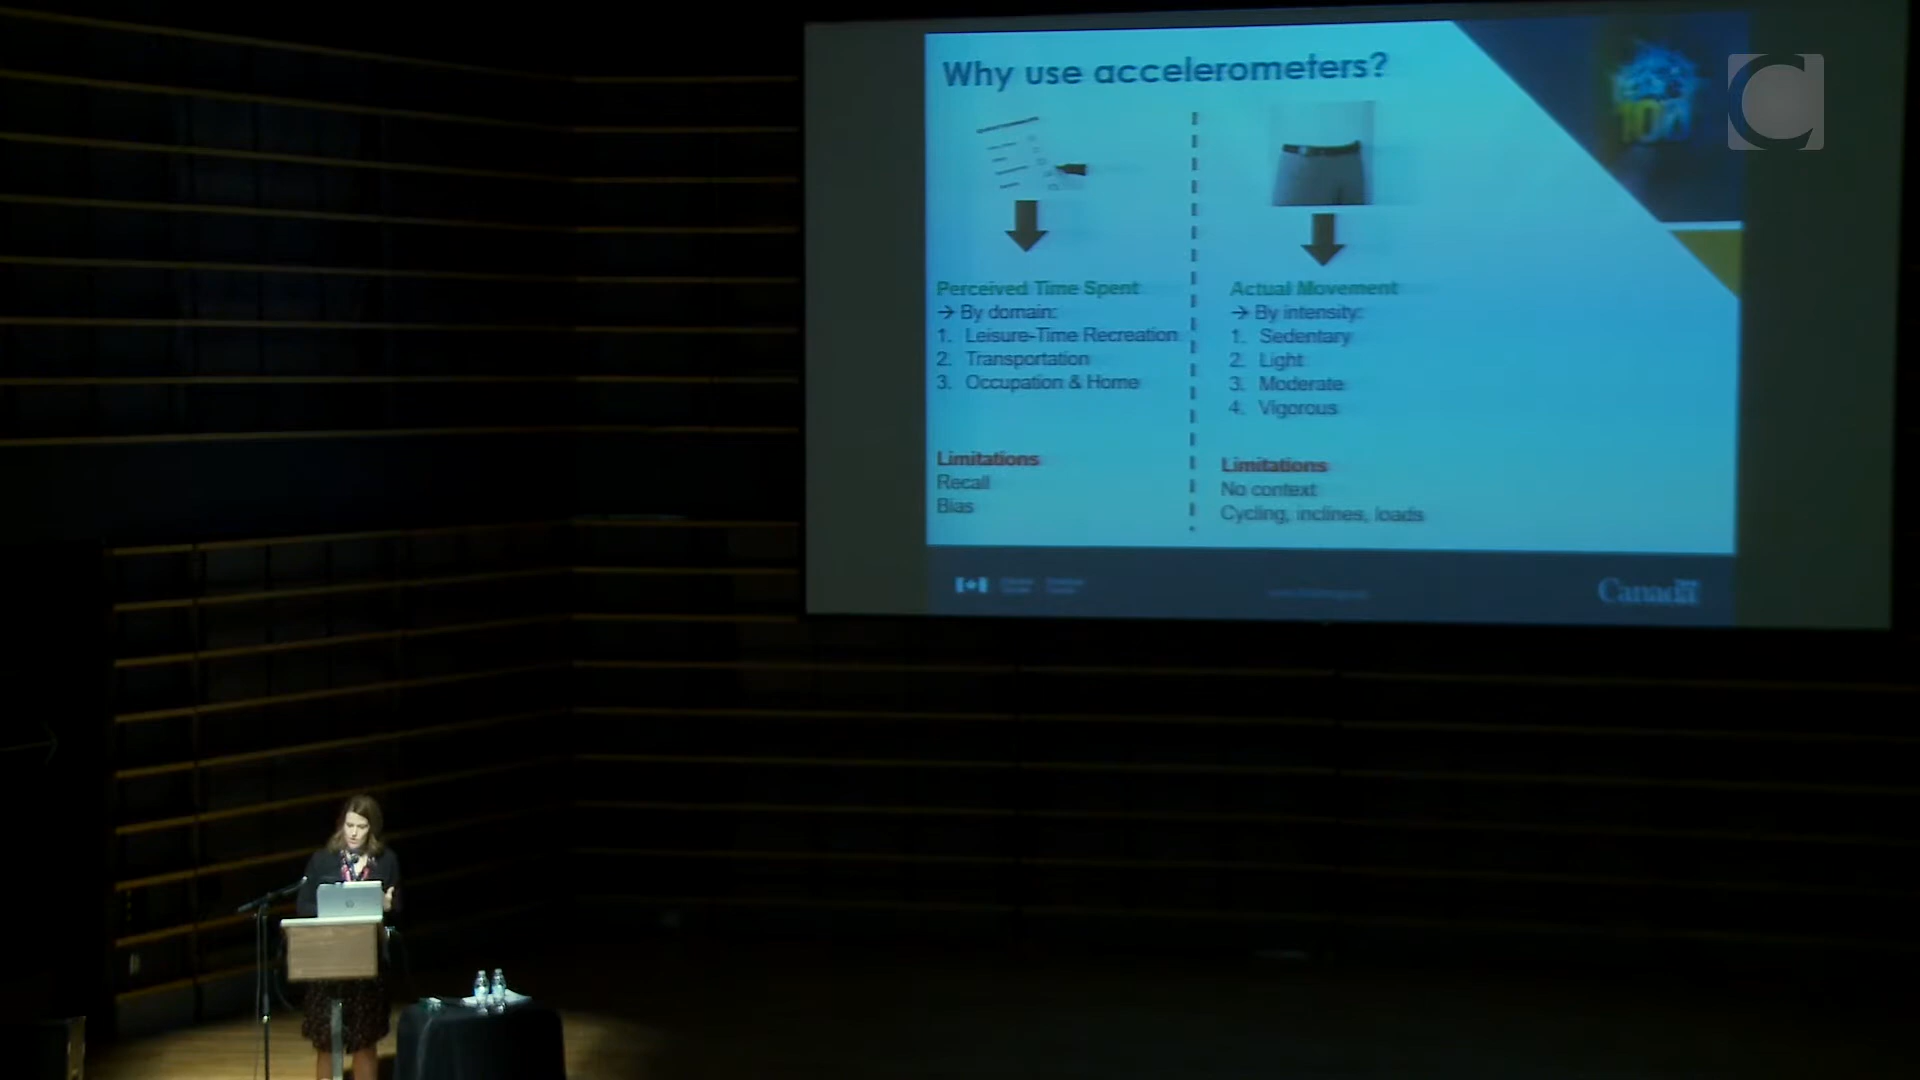 Why use accelerometers?
Perceived Time Spent
→ By domain:
1. Leisure-Time Recreation
2. Transportation
3. Occupation & Home
Limitations
Recall
Bias
Actual Movement
→ By intensity:
1. Sedentary
2. Light
3. Moderate
4. Vigorous
Limitations
No context
Cycling, inclines, loads
Canada
C